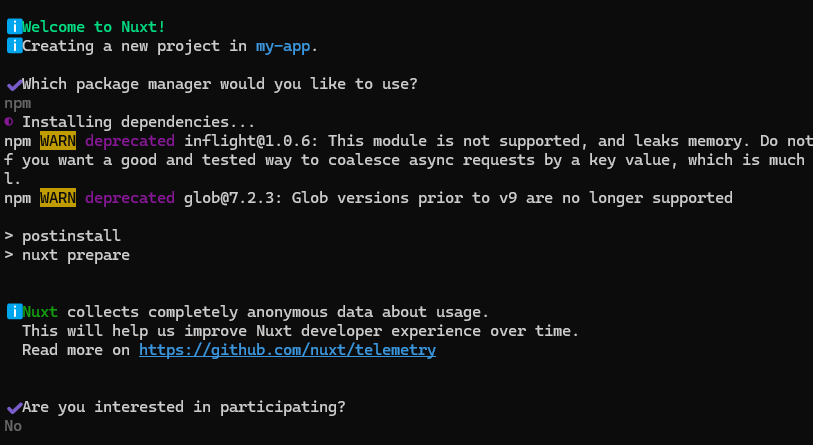 Welcome to Nuxt!
Creating a new project in my-app.
Which package manager would you like to use?
npm
Installing dependencies...
npm WARN deprecated inflight@1.0.6: This module is not supported, and leaks memory. Do not
f you want a good and tested way to coalesce async requests by a key value, which is much
l.
npm WARN deprecated glob@7.2.3: Glob versions prior to v9 are no longer supported
> postinstall
> nuxt prepare
Nuxt collects completely anonymous data about usage.
This will help us improve Nuxt developer experience over time.
Read more on https://github.com/nuxt/telemetry
Are you interested in participating?
No